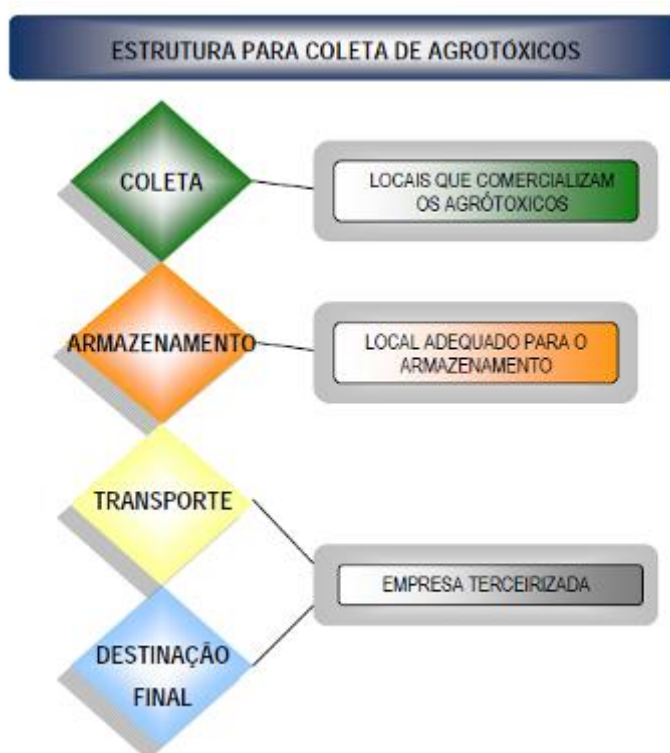 ESTRUTURA PARA COLETA DE AGROTÓXICOS
COLETA
LOCAIS QUE COMERCIALIZAM
OS AGRÓTOXICOS
ARMAZENAMENTO
LOCAL ADEQUADO PARA O
ARMAZENAMENTO
TRANSPORTE
EMPRESA TERCEIRIZADA
DESTINAÇÃO
FINAL